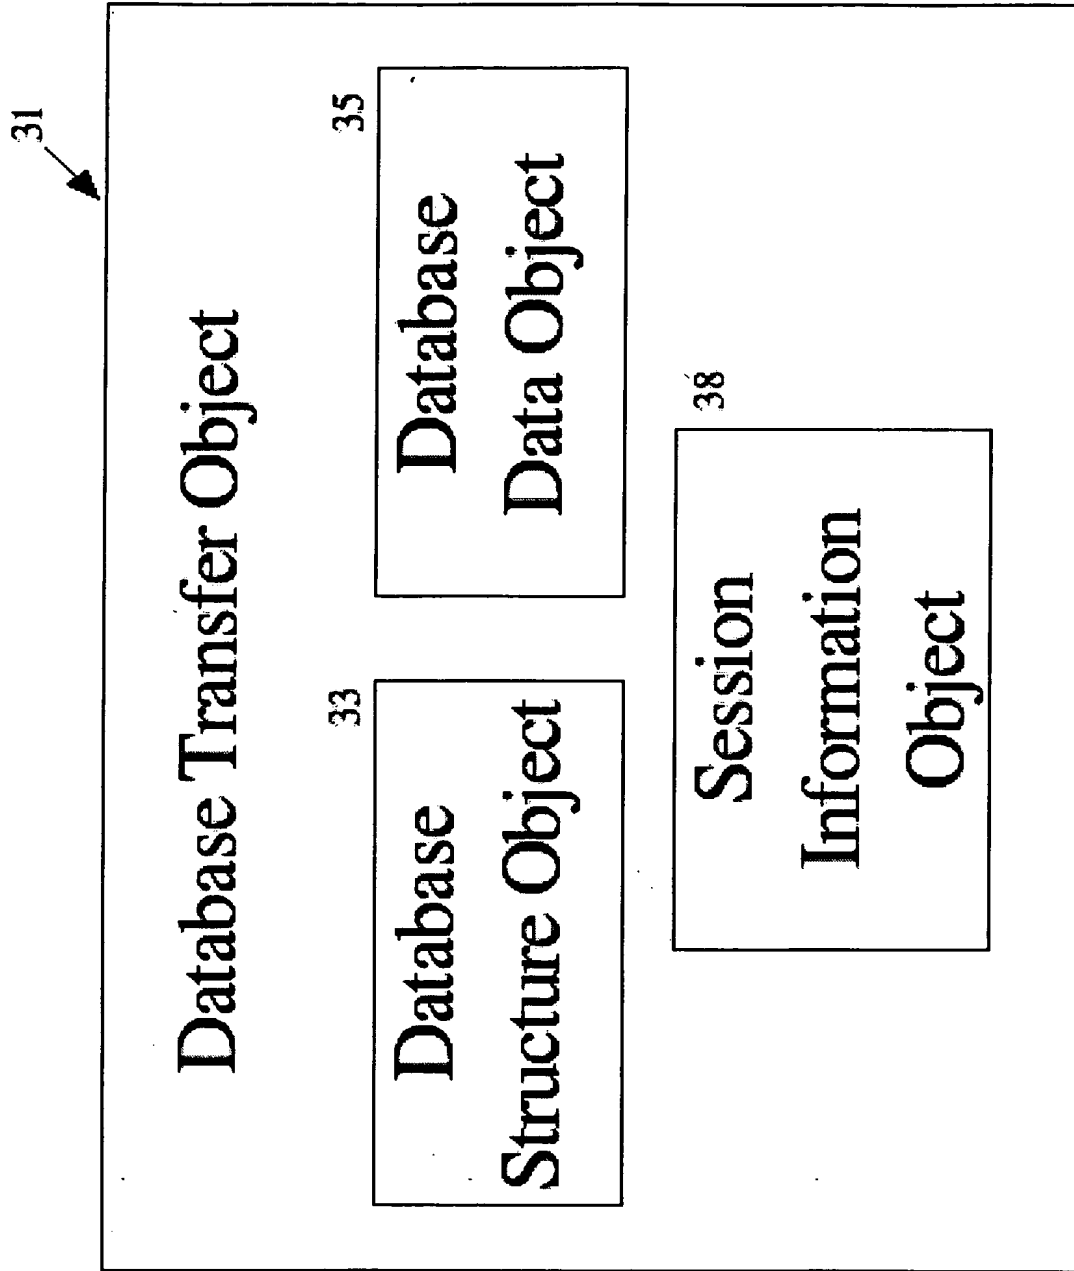 31
Database Transfer Object
33
Database
Structure Object
35
Database
Data Object
38
Session
Information
Object